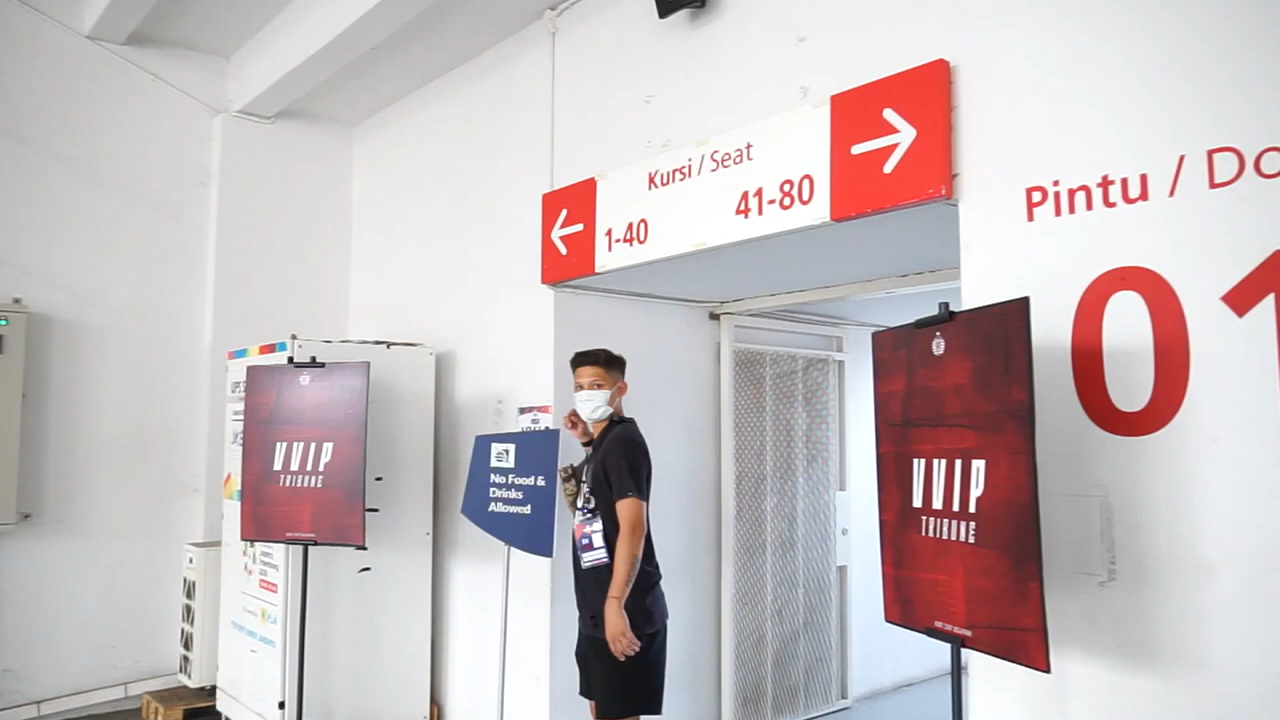 Kursi / Seat
1-40
41-80
Pintu / Do
01
VVIP
TRIBUNE
No Food &
Drinks
Allowed
VVIP
TRIBUNE